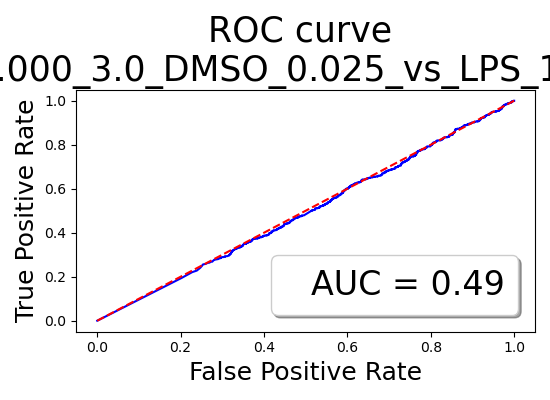 ROC curve
.000_3.0_DMSO_0.025_vs_LPS_1
True Positive Rate
1.0
0.8
0.6
0.4
0.2
0.0
AUC = 0.49
0.0 0.2 0.4 0.6 0.8 1.0
False Positive Rate